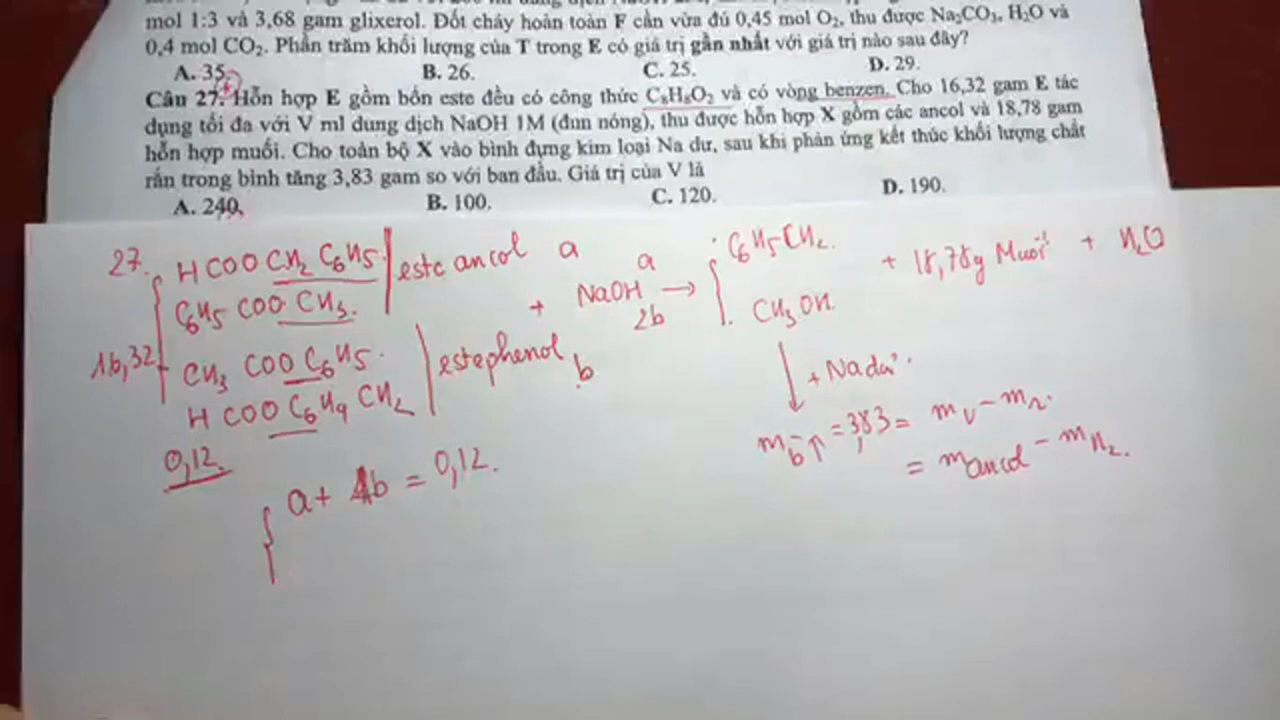 mol 1:3 và 3,68 gam glixerol. Đốt cháy hoàn toàn F cần vừa đủ 0,45 mol O₂, thu được Na₂CO₃, H₂O và
0,4 mol CO₂. Phần trăm khối lượng của T trong E có giá trị gần nhất với giá trị nào sau đây?
A. 35. B. 26. C. 25. D. 29.
Câu 27. Hỗn hợp E gồm bốn este đều có công thức C₈H₈O₂ và có vòng benzen. Cho 16,32 gam E tác
dụng tối đa với V ml dung dịch NaOH 1M (đun nóng), thu được hỗn hợp X gồm các ancol và 18,78 gam
hỗn hợp muối. Cho toàn bộ X vào bình đựng kim loại Na dư, sau khi phản ứng kết thúc khối lượng chất
rắn trong bình tăng 3,83 gam so với ban đầu. Giá trị của V là
A. 240. B. 100. C. 120. D. 190.
27. HCOOCH₂C₆H₅ este ancol a
C₆H₅COOCH₃.
16,32
CH₃COOC₆H₅. este phenol b
HCOOC₆H₄CH₂
0,12.
+ NaOH → a 2b
C₆H₅CH₂.
CH₃OH
+ 18,78g Muối + H₂O
↓ + Na dư
m b ↑ = 3,83 = m v – m r.
= m ancol – m H₂.
a + 1b = 0,12.